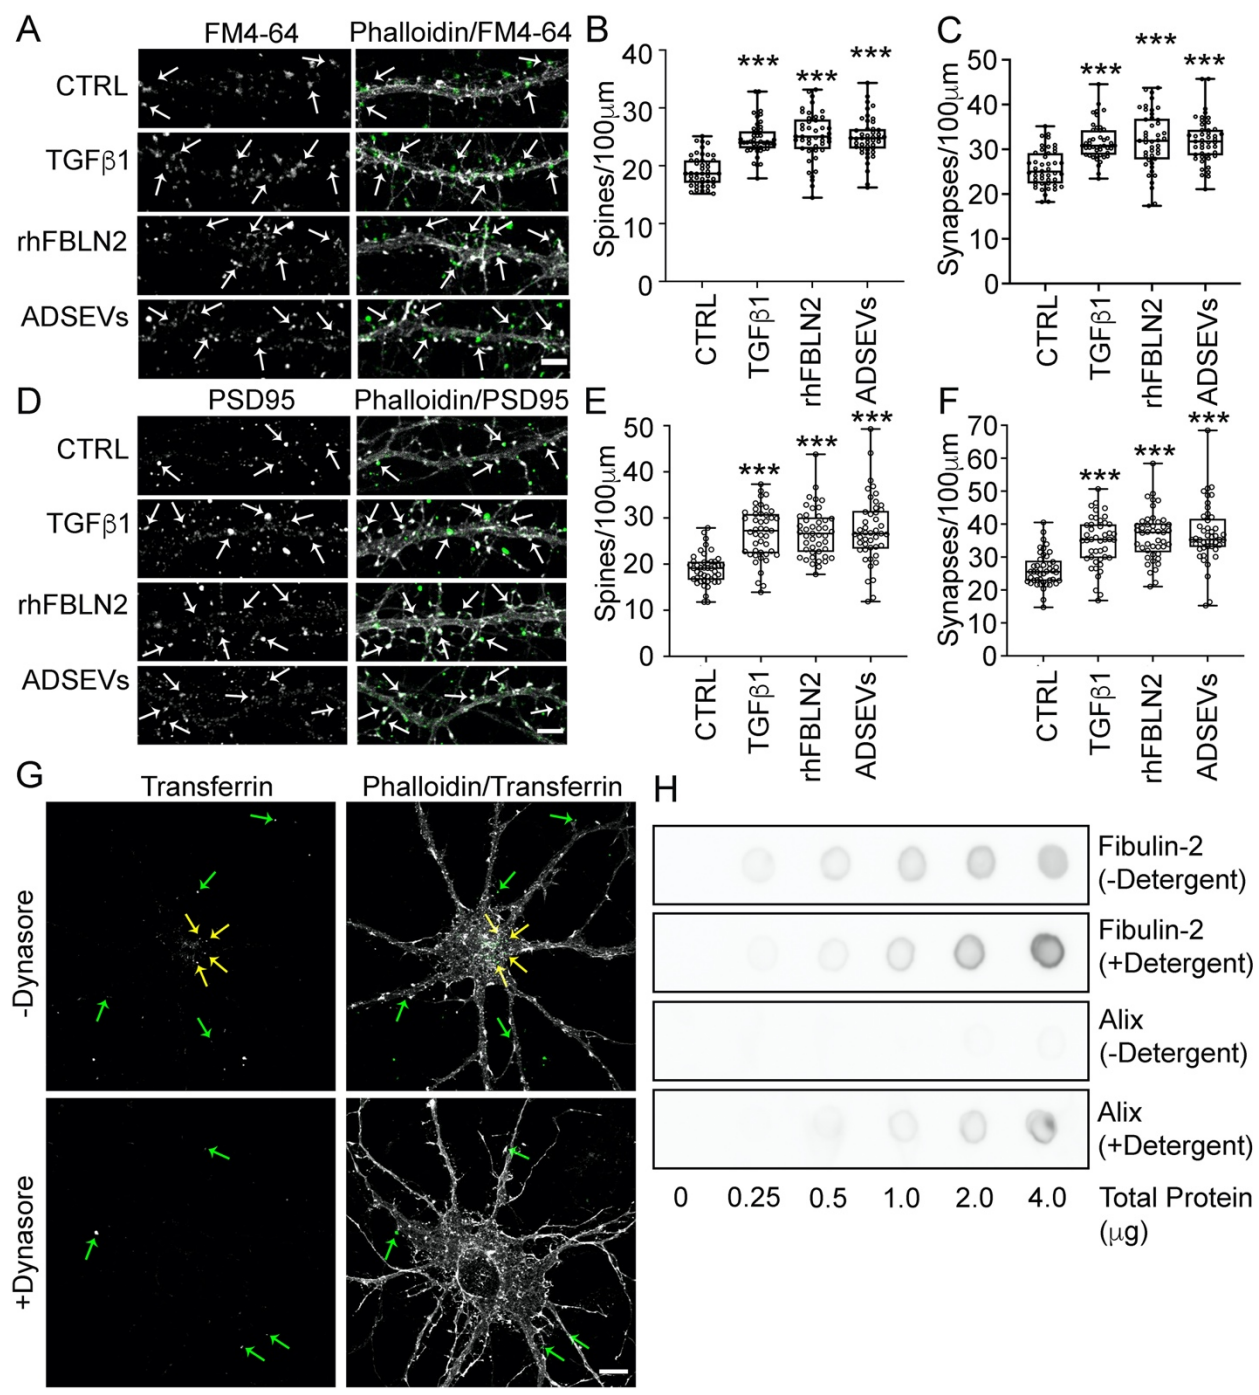 A
FM4-64
Phalloidin/FM4-64
CTRL
TGFβ1
rhFBLN2
ADSEVs
B
Spines/100μm
40
30
20
10
0
***
***
***
CTRL
TGFβ1
rhFBLN2
ADSEVs
C
Synapses/100μm
50
40
30
20
10
0
***
***
***
CTRL
TGFβ1
rhFBLN2
ADSEVs
D
PSD95
Phalloidin/PSD95
CTRL
TGFβ1
rhFBLN2
ADSEVs
E
Spines/100μm
50
40
30
20
10
0
***
***
***
CTRL
TGFβ1
rhFBLN2
ADSEVs
F
Synapses/100μm
70
60
50
40
30
20
10
0
***
***
***
CTRL
TGFβ1
rhFBLN2
ADSEVs
G
Transferrin
Phalloidin/Transferrin
-Dynasore
+Dynasore
H
Fibulin-2
(-Detergent)
Fibulin-2
(+Detergent)
Alix
(-Detergent)
Alix
(+Detergent)
0 0.25 0.5 1.0 2.0 4.0 Total Protein
(μg)